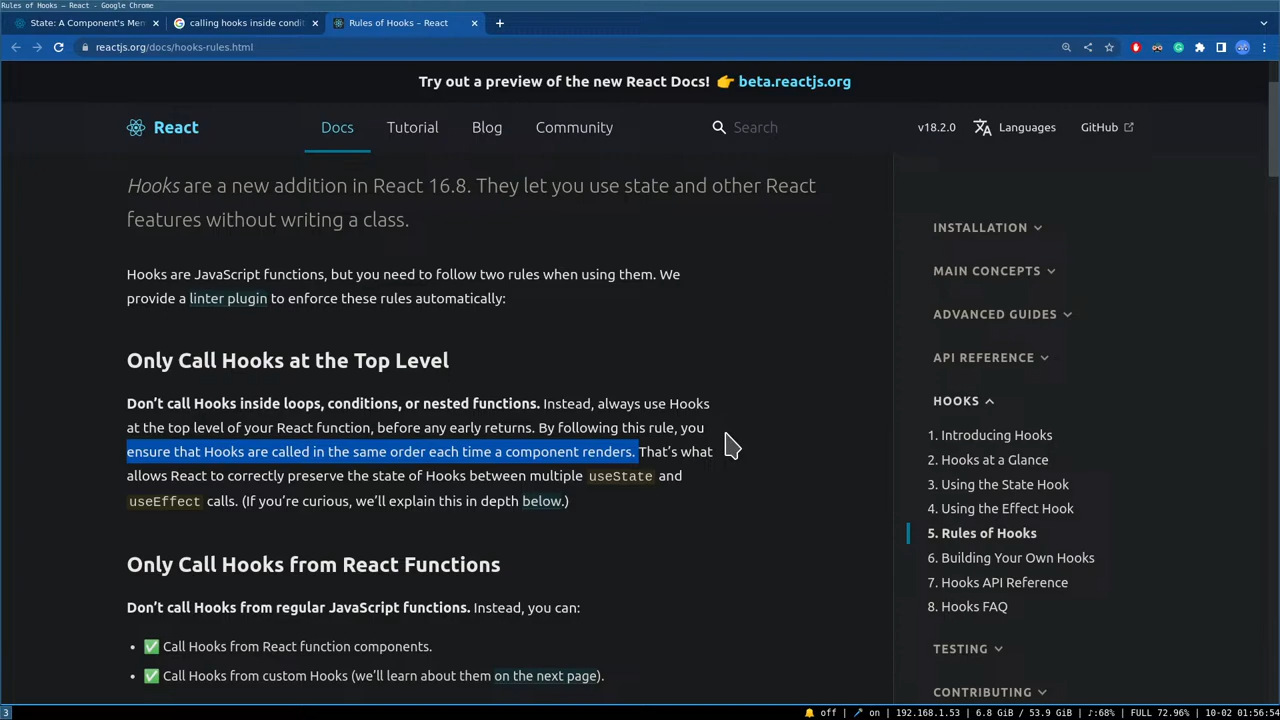 Rules of Hooks – React - Google Chrome
State: A Component's Mem
calling hooks inside condit
Rules of Hooks – React
reactjs.org/docs/hooks-rules.html
Try out a preview of the new React Docs! 👉 beta.reactjs.org
React
Docs
Tutorial
Blog
Community
Search
v18.2.0
Languages
GitHub
Hooks are a new addition in React 16.8. They let you use state and other React
features without writing a class.
Hooks are JavaScript functions, but you need to follow two rules when using them. We
provide a linter plugin to enforce these rules automatically:
Only Call Hooks at the Top Level
Don't call Hooks inside loops, conditions, or nested functions. Instead, always use Hooks
at the top level of your React function, before any early returns. By following this rule, you
ensure that Hooks are called in the same order each time a component renders. That's what
allows React to correctly preserve the state of Hooks between multiple useState and
useEffect calls. (If you're curious, we'll explain this in depth below.)
Only Call Hooks from React Functions
Don't call Hooks from regular JavaScript functions. Instead, you can:
• ✅ Call Hooks from React function components.
• ✅ Call Hooks from custom Hooks (we'll learn about them on the next page).
INSTALLATION
MAIN CONCEPTS
ADVANCED GUIDES
API REFERENCE
HOOKS
1. Introducing Hooks
2. Hooks at a Glance
3. Using the State Hook
4. Using the Effect Hook
5. Rules of Hooks
6. Building Your Own Hooks
7. Hooks API Reference
8. Hooks FAQ
TESTING
CONTRIBUTING
3
off | on | 192.168.1.53 | 6.8 GiB / 53.9 GiB | ♪:68% | FULL 72.96% | 10-02 01:56:54